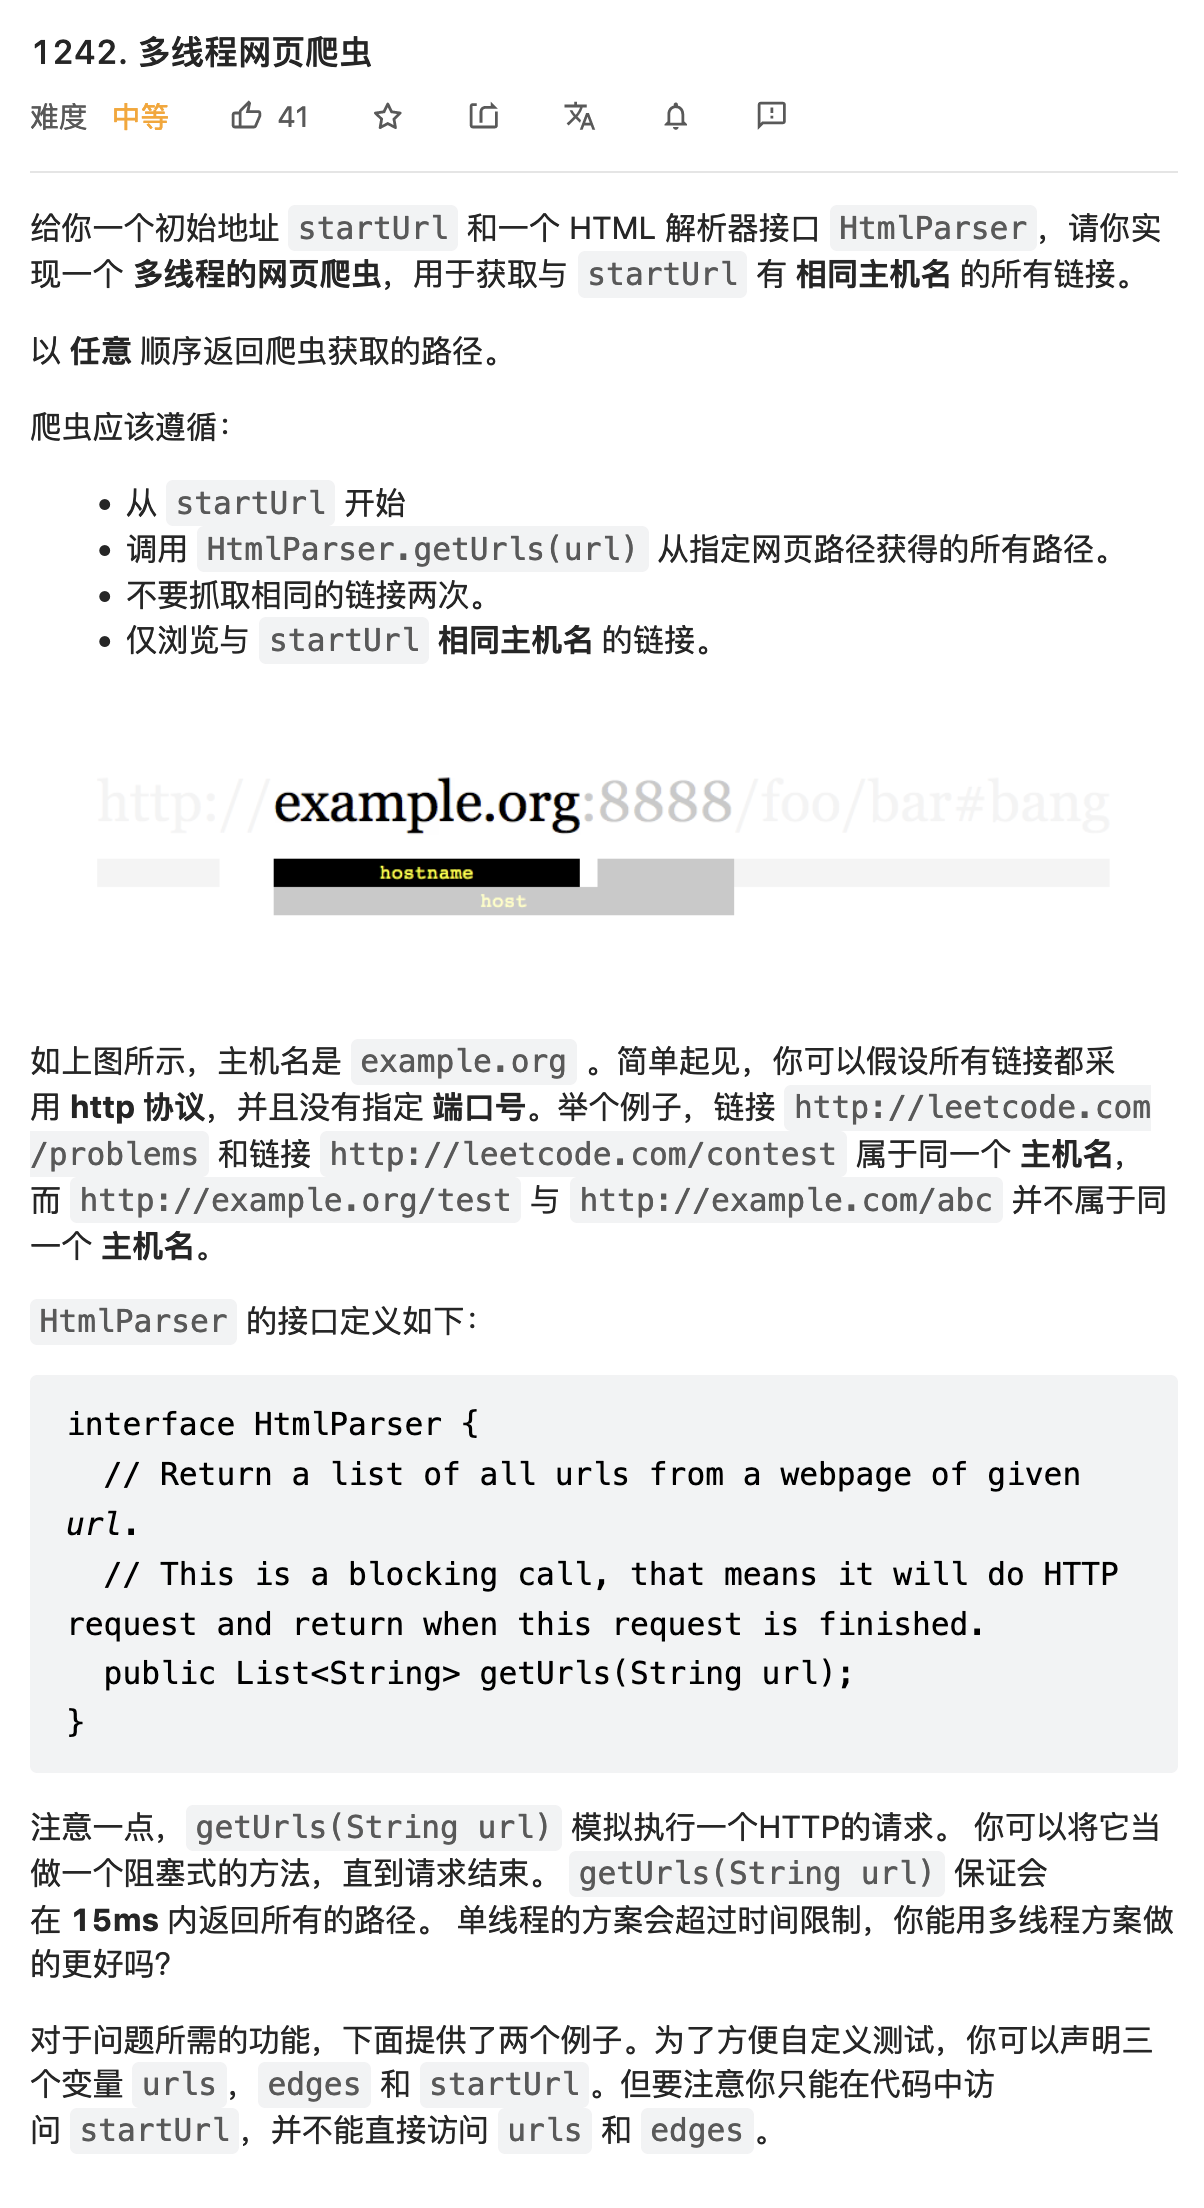 1242. 多线程网页爬虫
难度 中等 41
给你一个初始地址 startUrl 和一个 HTML 解析器接口 HtmlParser，请你实
现一个 多线程的网页爬虫，用于获取与 startUrl 有 相同主机名 的所有链接。
以 任意 顺序返回爬虫获取的路径。
爬虫应该遵循：
• 从 startUrl 开始
• 调用 HtmlParser.getUrls(url) 从指定网页路径获得的所有路径。
• 不要抓取相同的链接两次。
• 仅浏览与 startUrl 相同主机名 的链接。
http://example.org:8888/foo/bar#bang
hostname
host
如上图所示，主机名是 example.org 。简单起见，你可以假设所有链接都采
用 http 协议，并且没有指定 端口号。举个例子，链接 http://leetcode.com
/problems 和链接 http://leetcode.com/contest 属于同一个 主机名，
而 http://example.org/test 与 http://example.com/abc 并不属于同
一个 主机名。
HtmlParser 的接口定义如下：
interface HtmlParser {
// Return a list of all urls from a webpage of given
url.
// This is a blocking call, that means it will do HTTP
request and return when this request is finished.
public List<String> getUrls(String url);
}
注意一点，getUrls(String url) 模拟执行一个HTTP的请求。 你可以将它当
做一个阻塞式的方法，直到请求结束。 getUrls(String url) 保证会
在 15ms 内返回所有的路径。 单线程的方案会超过时间限制，你能用多线程方案做
的更好吗？
对于问题所需的功能，下面提供了两个例子。为了方便自定义测试，你可以声明三
个变量 urls，edges 和 startUrl。但要注意你只能在代码中访
问 startUrl，并不能直接访问 urls 和 edges。